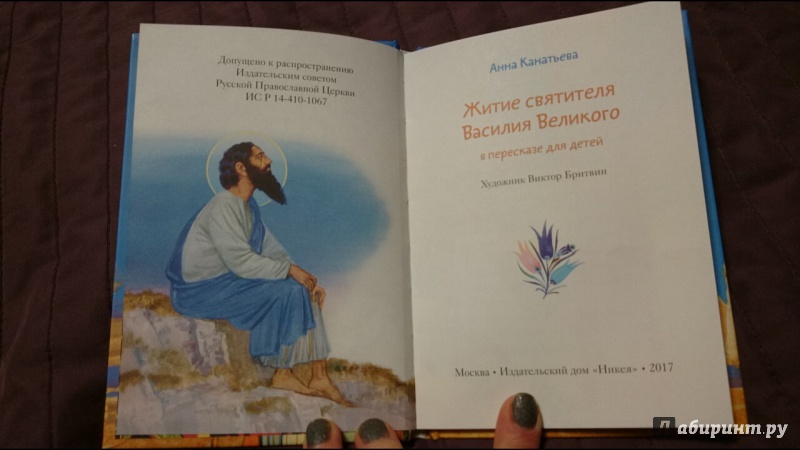 Допущено к распространению
Издательским советом
Русской Православной Церкви
ИС Р 14-410-1067
Анна Канатьева
Житие святителя
Василия Великого
в пересказе для детей
Художник Виктор Бритвин
Москва • Издательский дом «Никея» • 2017
Лабиринт.ру